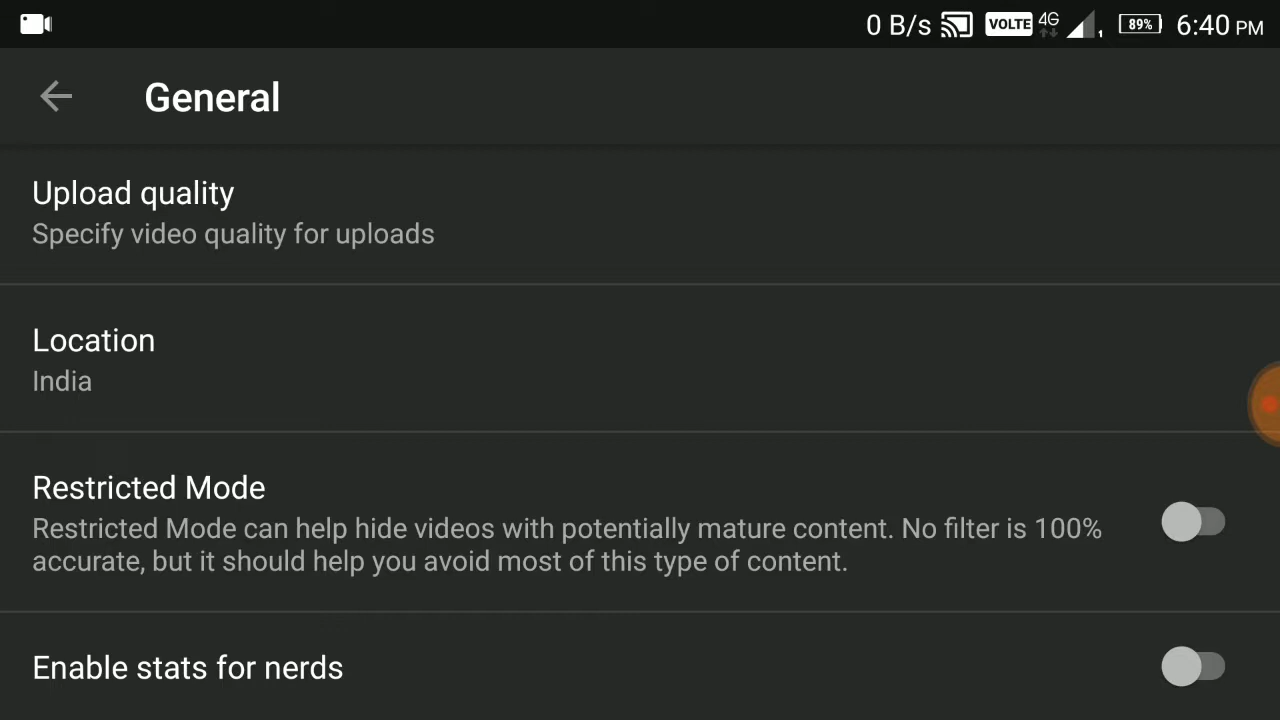 0 B/s VOLTE 4G 1 89% 6:40 PM
General
Upload quality
Specify video quality for uploads
Location
India
Restricted Mode
Restricted Mode can help hide videos with potentially mature content. No filter is 100%
accurate, but it should help you avoid most of this type of content.
Enable stats for nerds